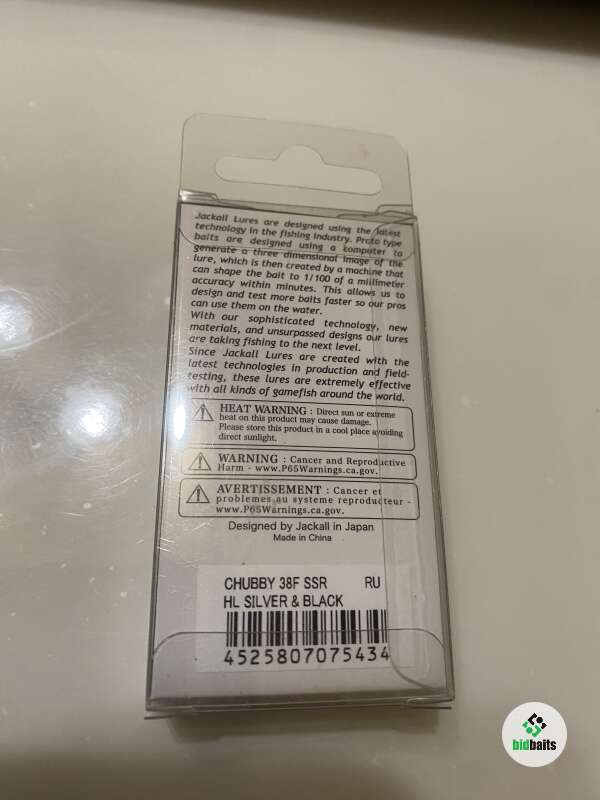 Jackall Lures are designed using the latest
technology in the fishing industry. Proto type
baits are designed using a computer to
generate a three dimensional image of the
lure, which is then created by a machine that
can shape the bait to 1/100 of a millimeter
accuracy within minutes. This allows us to
design and test more baits faster so our pros
can use them on the water.
With our sophisticated technology, new
materials, and unsurpassed designs our lures
are taking fishing to the next level.
Since Jackall Lures are created with the
latest technologies in production and field-
testing, these lures are extremely effective
with all kinds of gamefish around the world.
HEAT WARNING : Direct sun or extreme
heat on this product may cause damage.
Please store this product in a cool place avoiding
direct sunlight.
WARNING : Cancer and Reproductive
Harm - www.P65Warnings.ca.gov.
AVERTISSEMENT : Cancer et
problemes au systeme reproducteur -
www.P65Warnings.ca.gov.
Designed by Jackall in Japan
Made in China
CHUBBY 38F SSR RU
HL SILVER & BLACK
4525807075434
bidbaits